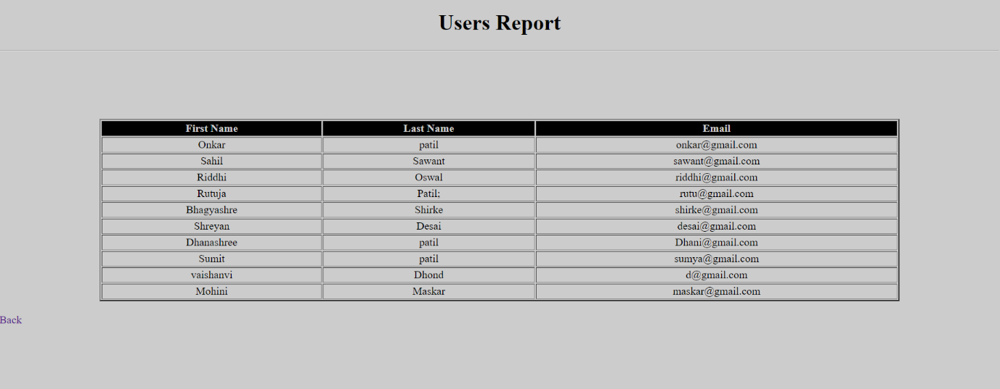 Users Report
First Name Last Name Email
Onkar patil onkar@gmail.com
Sahil Sawant sawant@gmail.com
Riddhi Oswal riddhi@gmail.com
Rutuja Patil; rutu@gmail.com
Bhagyashre Shirke shirke@gmail.com
Shreyan Desai desai@gmail.com
Dhanashree patil Dhani@gmail.com
Sumit patil sumya@gmail.com
vaishanvi Dhond d@gmail.com
Mohini Maskar maskar@gmail.com
Back